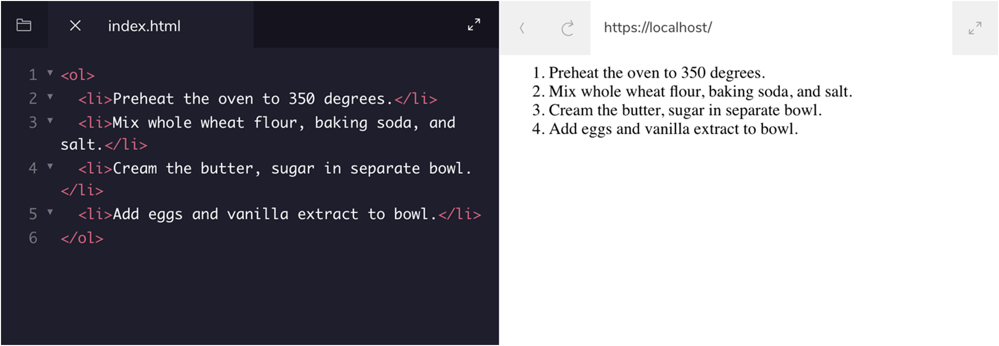 index.html
1 <ol>
2 <li>Preheat the oven to 350 degrees.</li>
3 <li>Mix whole wheat flour, baking soda, and
salt.</li>
4 <li>Cream the butter, sugar in separate bowl.
</li>
5 <li>Add eggs and vanilla extract to bowl.</li>
6 </ol>
https://localhost/
1. Preheat the oven to 350 degrees.
2. Mix whole wheat flour, baking soda, and salt.
3. Cream the butter, sugar in separate bowl.
4. Add eggs and vanilla extract to bowl.